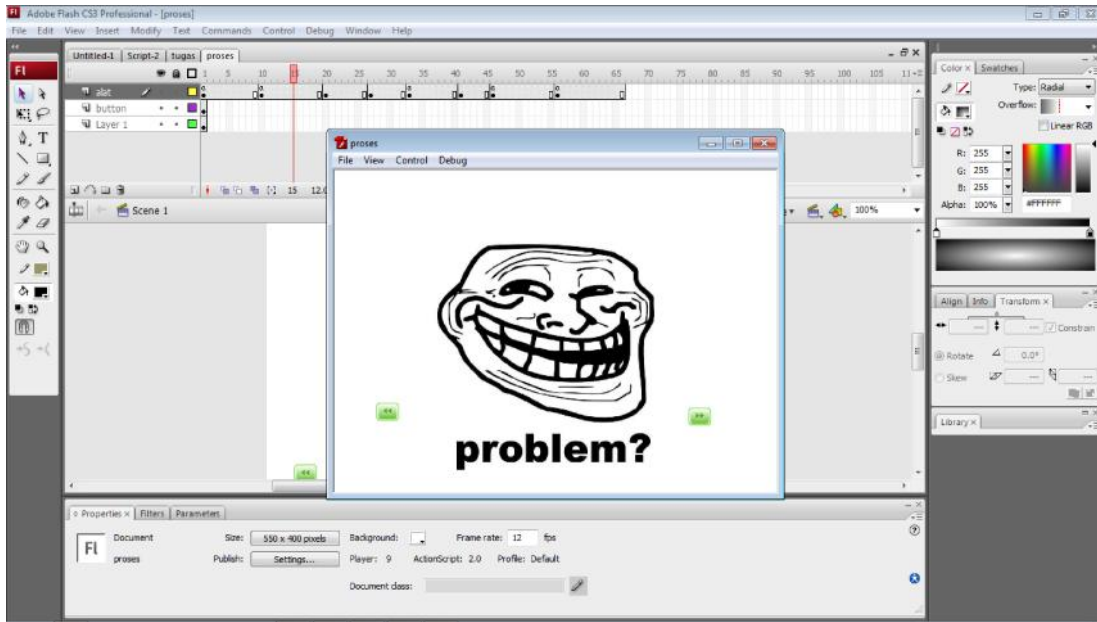 Adobe Flash CS3 Professional - [proses]
File Edit View Insert Modify Text Commands Control Debug Window Help
Untitled-1 Script-2 tugas proses
1 5 10 15 20 25 30 35 40 45 50 55 60 65 70 75 80 85 90 95 100 105
alat
button
Layer 1
15 12.0
Scene 1
100%
proses
File View Control Debug
problem?
Color Swatches
Type: Radial
Overflow:
Linear RGB
R: 255
G: 255
B: 255
Alpha: 100% #FFFFFF
Align Info Transform
Constrain
Rotate 0.0°
Skew
Library
Properties Filters Parameters
Fl
Document Size: 550 x 400 pixels Background: Frame rate: 12 fps
proses Publish: Settings... Player: 9 ActionScript: 2.0 Profile: Default
Document class: